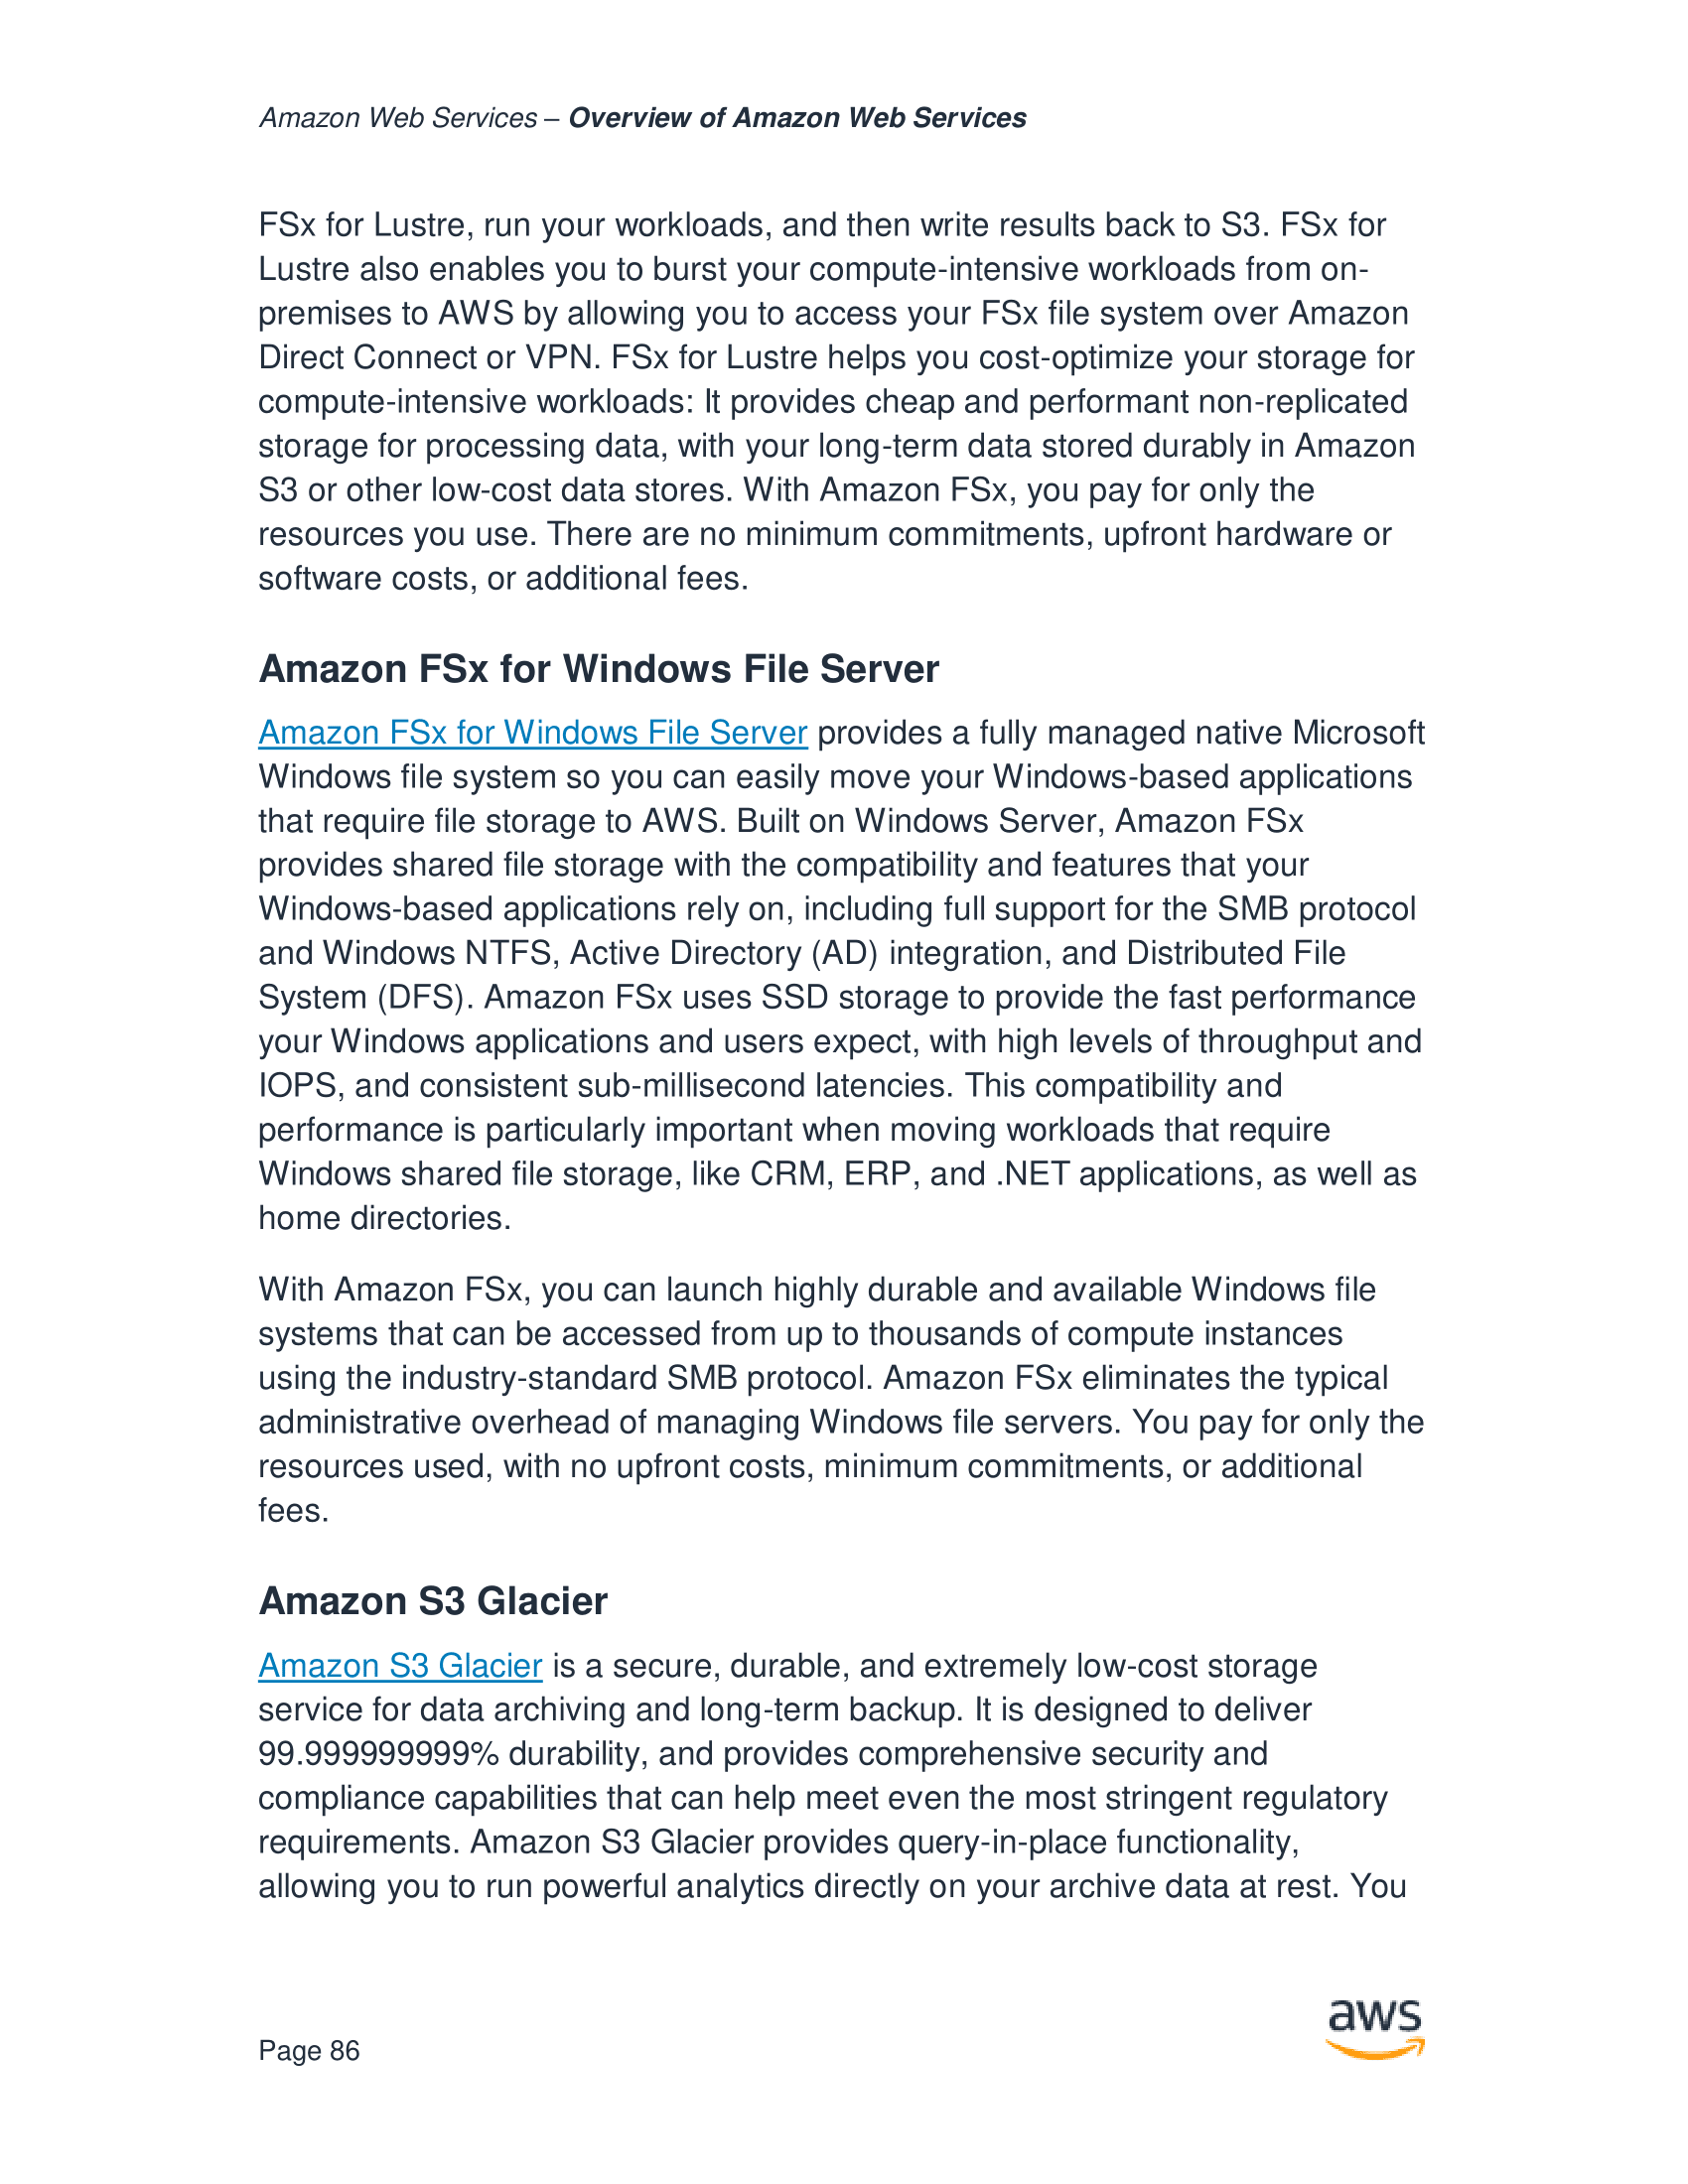 Amazon Web Services – Overview of Amazon Web Services
FSx for Lustre, run your workloads, and then write results back to S3. FSx for
Lustre also enables you to burst your compute-intensive workloads from on-
premises to AWS by allowing you to access your FSx file system over Amazon
Direct Connect or VPN. FSx for Lustre helps you cost-optimize your storage for
compute-intensive workloads: It provides cheap and performant non-replicated
storage for processing data, with your long-term data stored durably in Amazon
S3 or other low-cost data stores. With Amazon FSx, you pay for only the
resources you use. There are no minimum commitments, upfront hardware or
software costs, or additional fees.
Amazon FSx for Windows File Server
Amazon FSx for Windows File Server provides a fully managed native Microsoft
Windows file system so you can easily move your Windows-based applications
that require file storage to AWS. Built on Windows Server, Amazon FSx
provides shared file storage with the compatibility and features that your
Windows-based applications rely on, including full support for the SMB protocol
and Windows NTFS, Active Directory (AD) integration, and Distributed File
System (DFS). Amazon FSx uses SSD storage to provide the fast performance
your Windows applications and users expect, with high levels of throughput and
IOPS, and consistent sub-millisecond latencies. This compatibility and
performance is particularly important when moving workloads that require
Windows shared file storage, like CRM, ERP, and .NET applications, as well as
home directories.
With Amazon FSx, you can launch highly durable and available Windows file
systems that can be accessed from up to thousands of compute instances
using the industry-standard SMB protocol. Amazon FSx eliminates the typical
administrative overhead of managing Windows file servers. You pay for only the
resources used, with no upfront costs, minimum commitments, or additional
fees.
Amazon S3 Glacier
Amazon S3 Glacier is a secure, durable, and extremely low-cost storage
service for data archiving and long-term backup. It is designed to deliver
99.999999999% durability, and provides comprehensive security and
compliance capabilities that can help meet even the most stringent regulatory
requirements. Amazon S3 Glacier provides query-in-place functionality,
allowing you to run powerful analytics directly on your archive data at rest. You
aws
Page 86